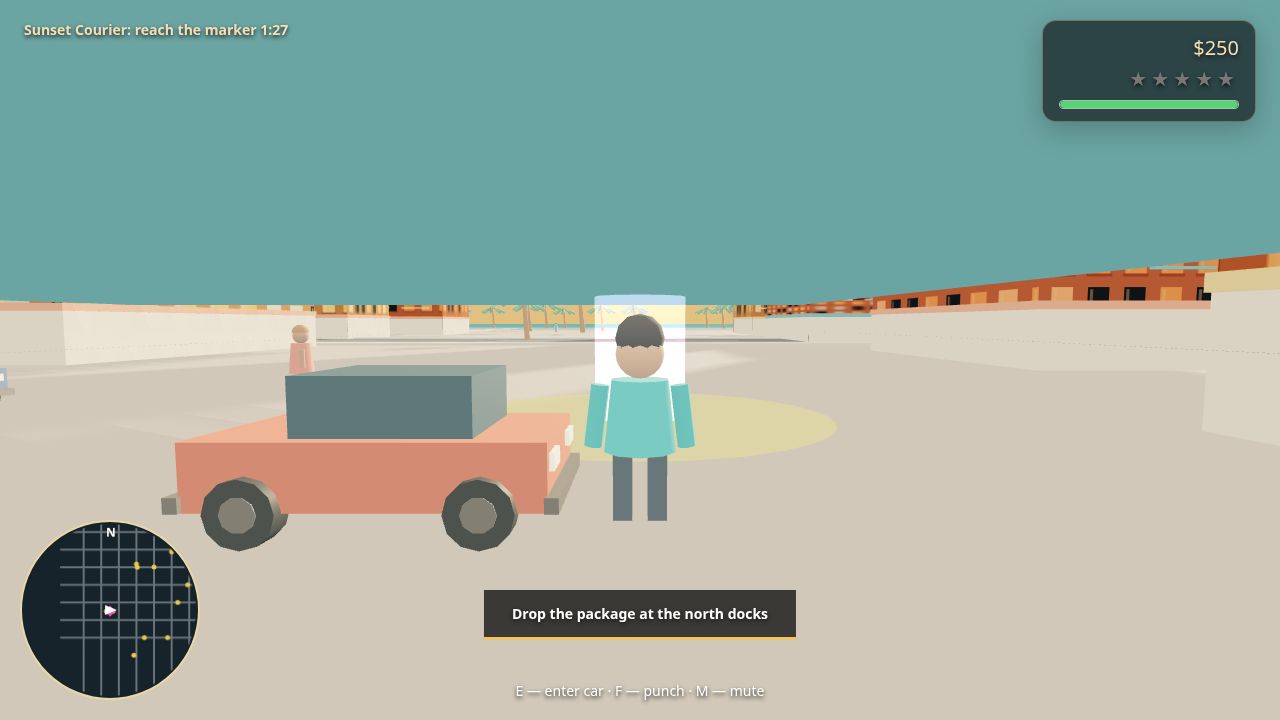 Sunset Courier: reach the marker 1:27
$250
★★★★★
N
Drop the package at the north docks
E — enter car · F — punch · M — mute